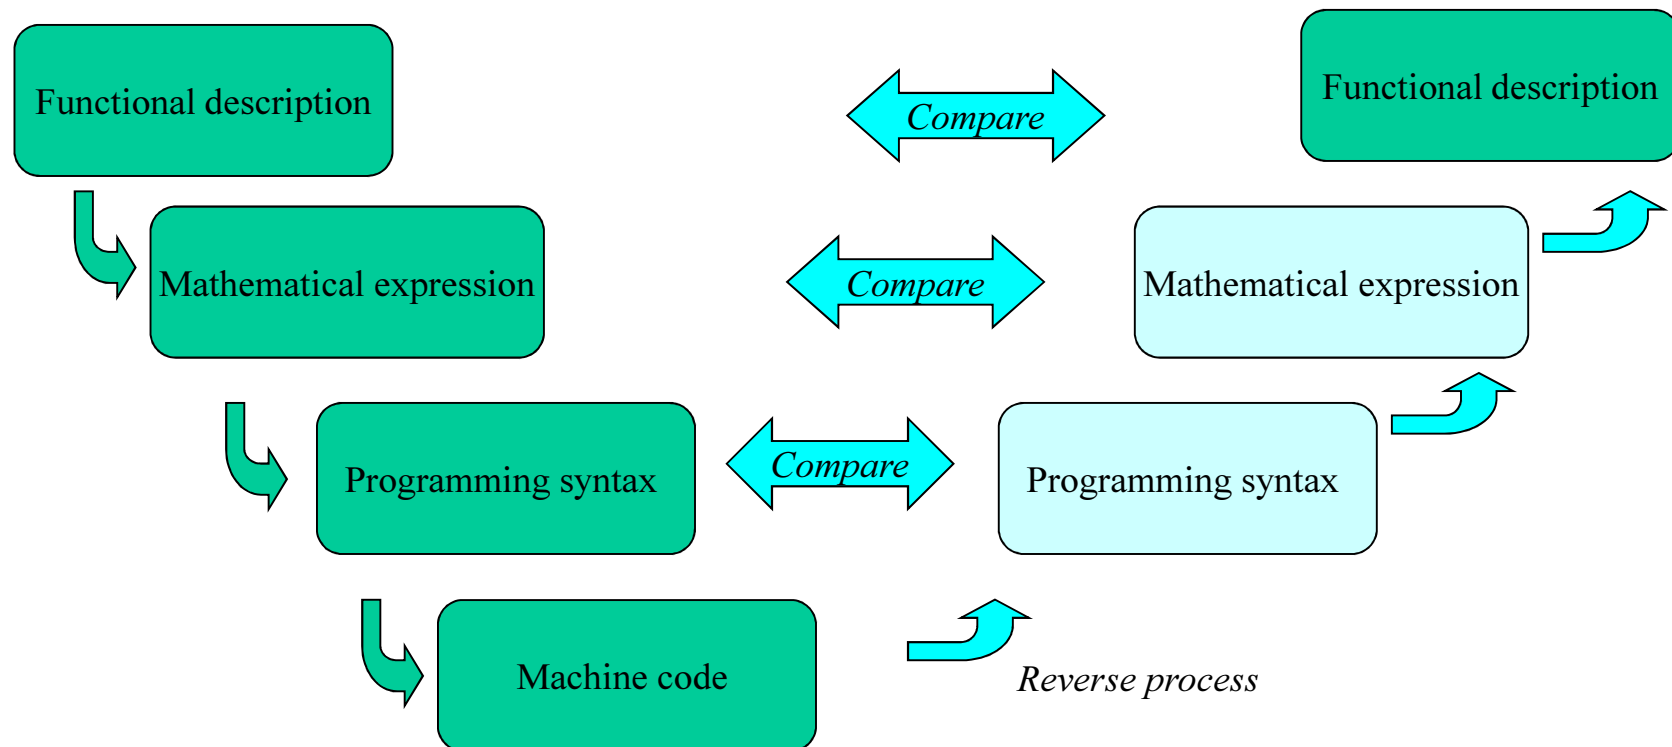 Functional description
Compare
Functional description
Mathematical expression
Compare
Mathematical expression
Programming syntax
Compare
Programming syntax
Machine code
Reverse process